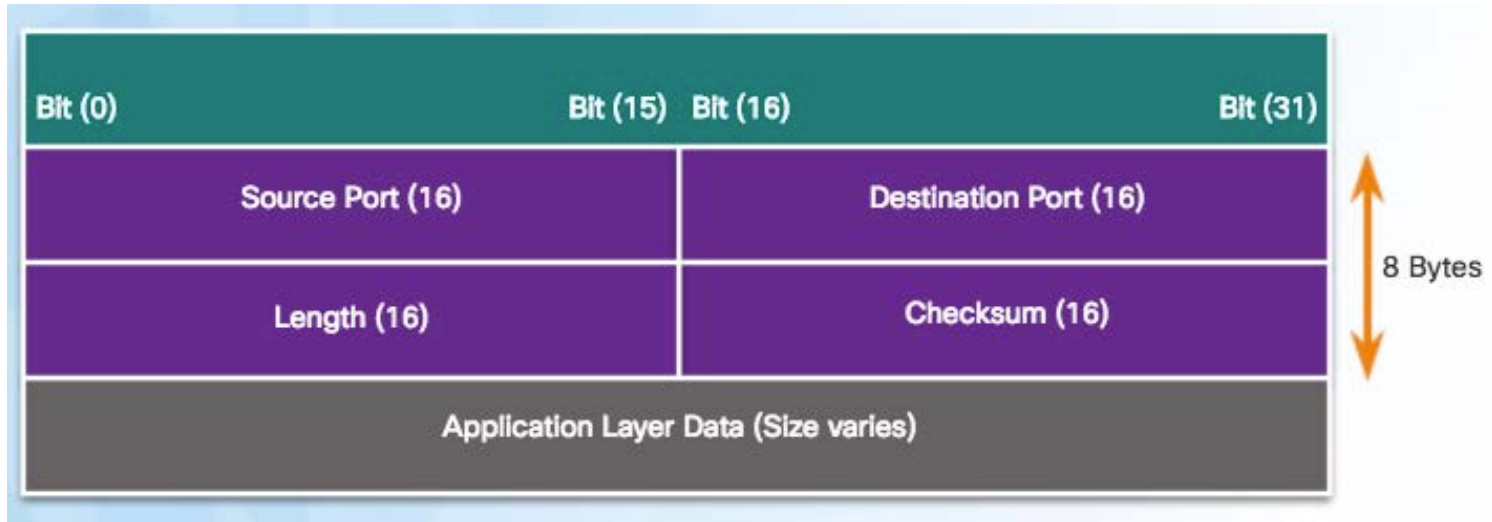 Bit (0) Bit (15) Bit (16) Bit (31)
Source Port (16) Destination Port (16)
8 Bytes
Length (16) Checksum (16)
Application Layer Data (Size varies)